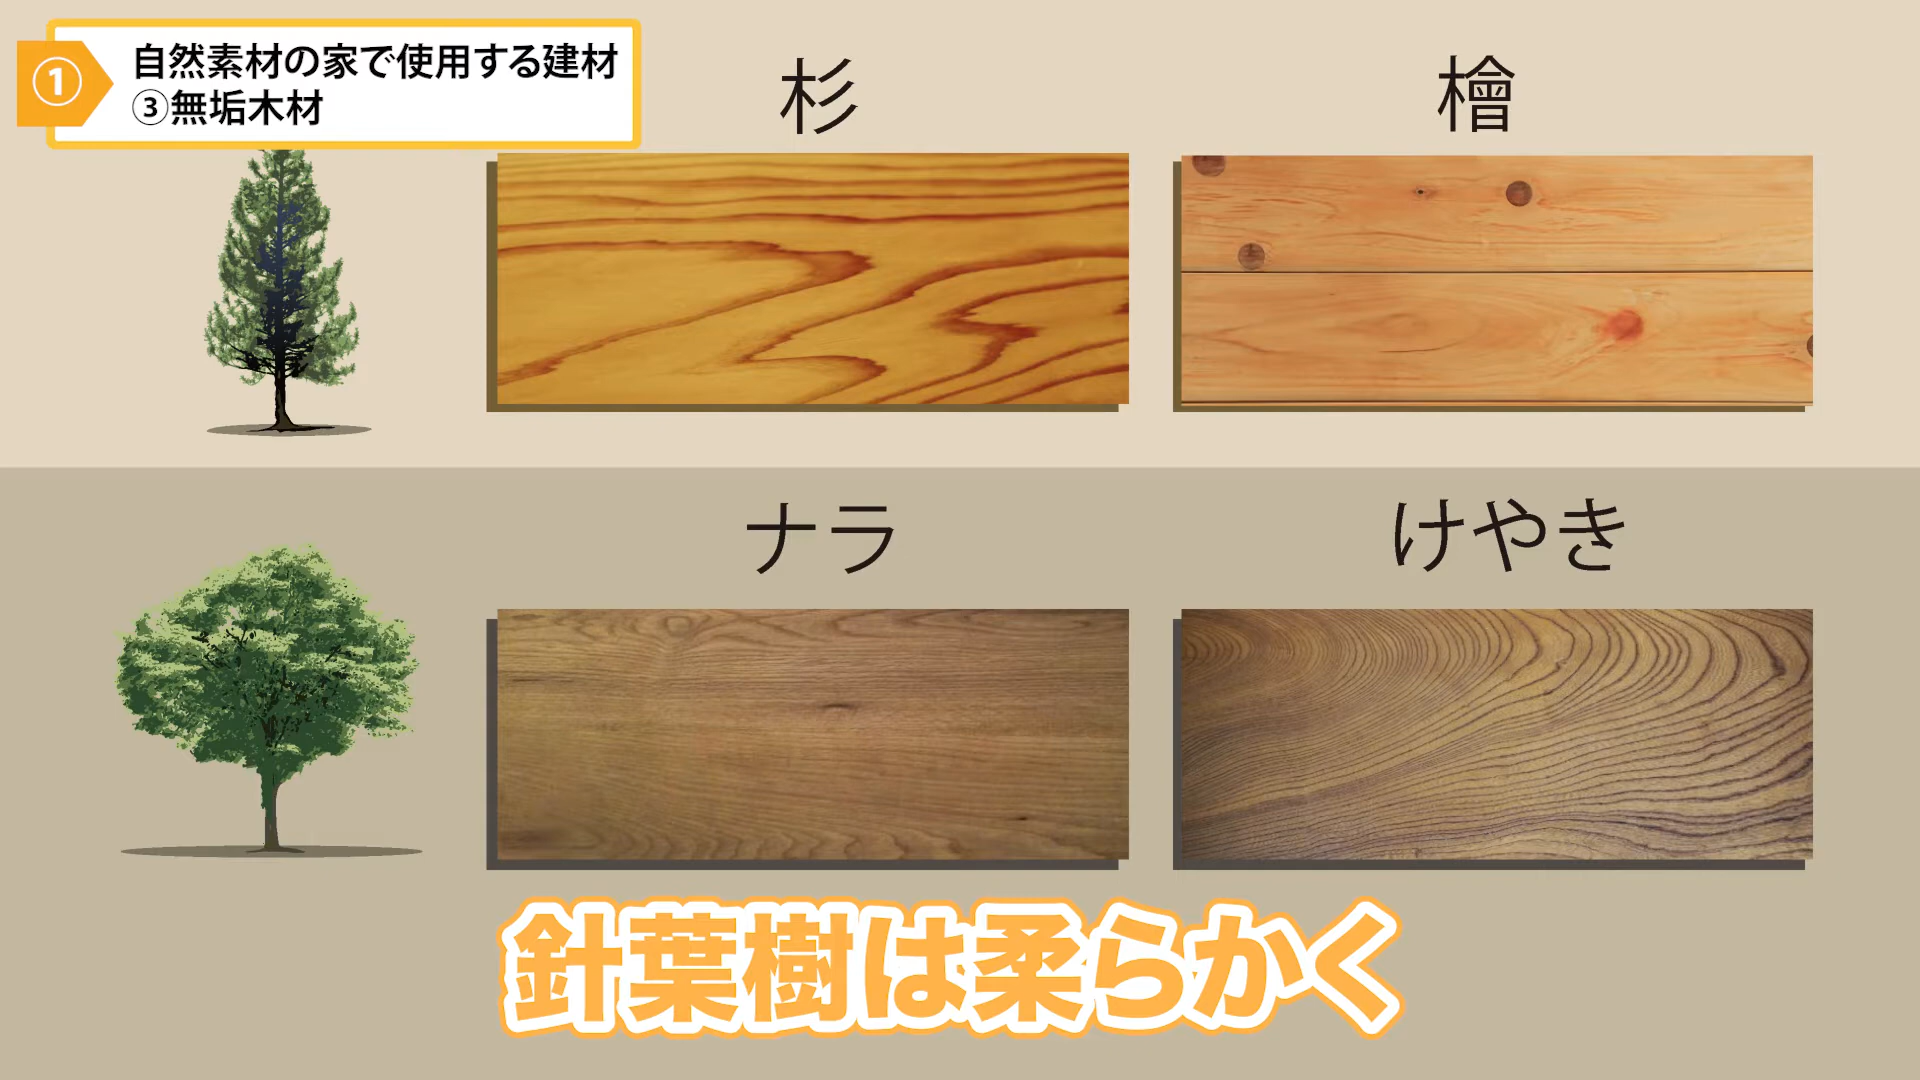 ①
自然素材の家で使用する建材
③無垢木材
杉
檜
ナラ
けやき
針葉樹は柔らかく